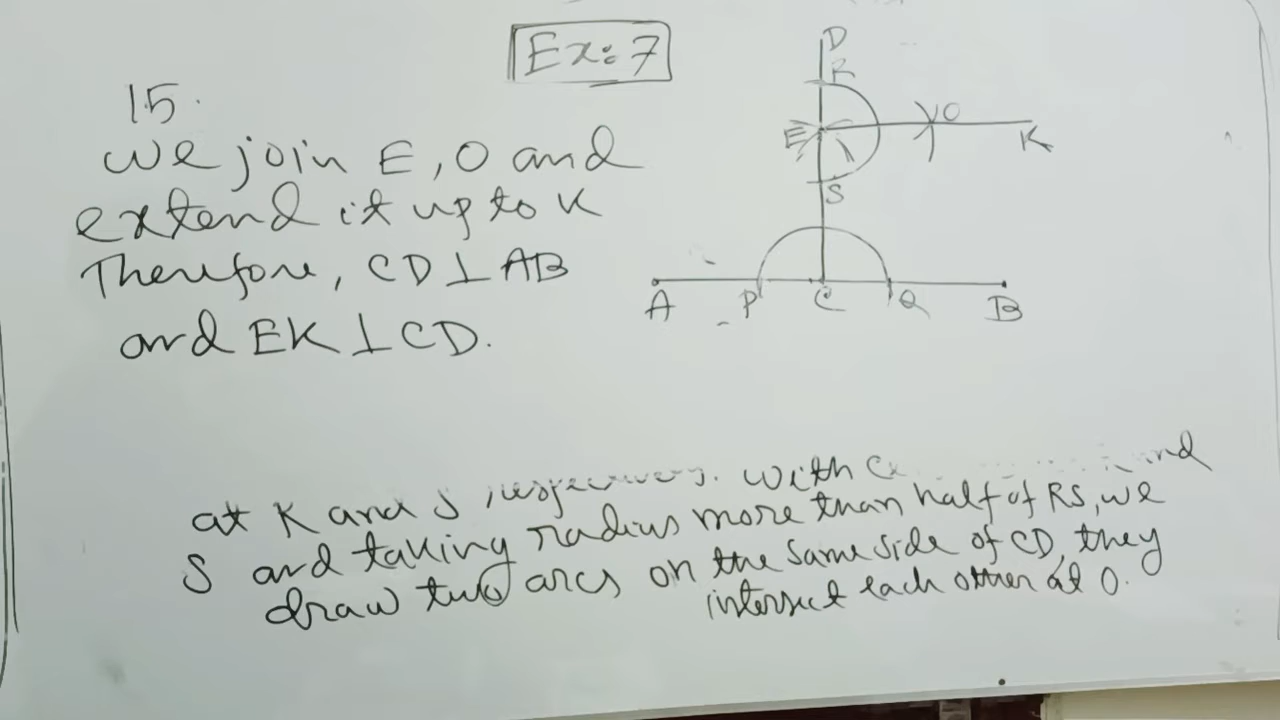 Ex: 7
15.
we join E, O and
extend it up to K
Therefore, CD⊥AB
and EK⊥CD.
D
R
E
O
K
S
A
P
C
Q
B
at R and S with and
S and taking radius more than half of RS, we
draw two arcs on the same side of CD, they
intersect each other at O.